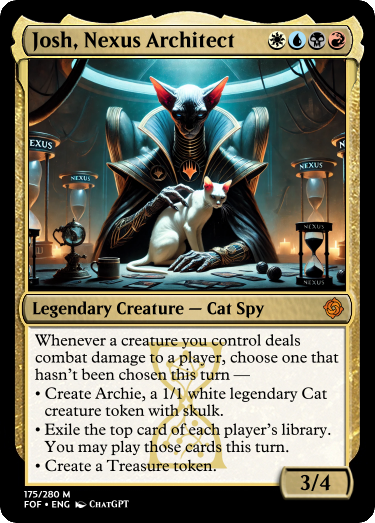 Josh, Nexus Architect
NEXUS
NEXUS
NEXUS
NEXUS
NEXUS
Legendary Creature — Cat Spy
Whenever a creature you control deals
combat damage to a player, choose one that
hasn't been chosen this turn —
• Create Archie, a 1/1 white legendary Cat
creature token with skulk.
• Exile the top card of each player's library.
You may play those cards this turn.
• Create a Treasure token.
3/4
175/280 M
FOF • ENG ChatGPT